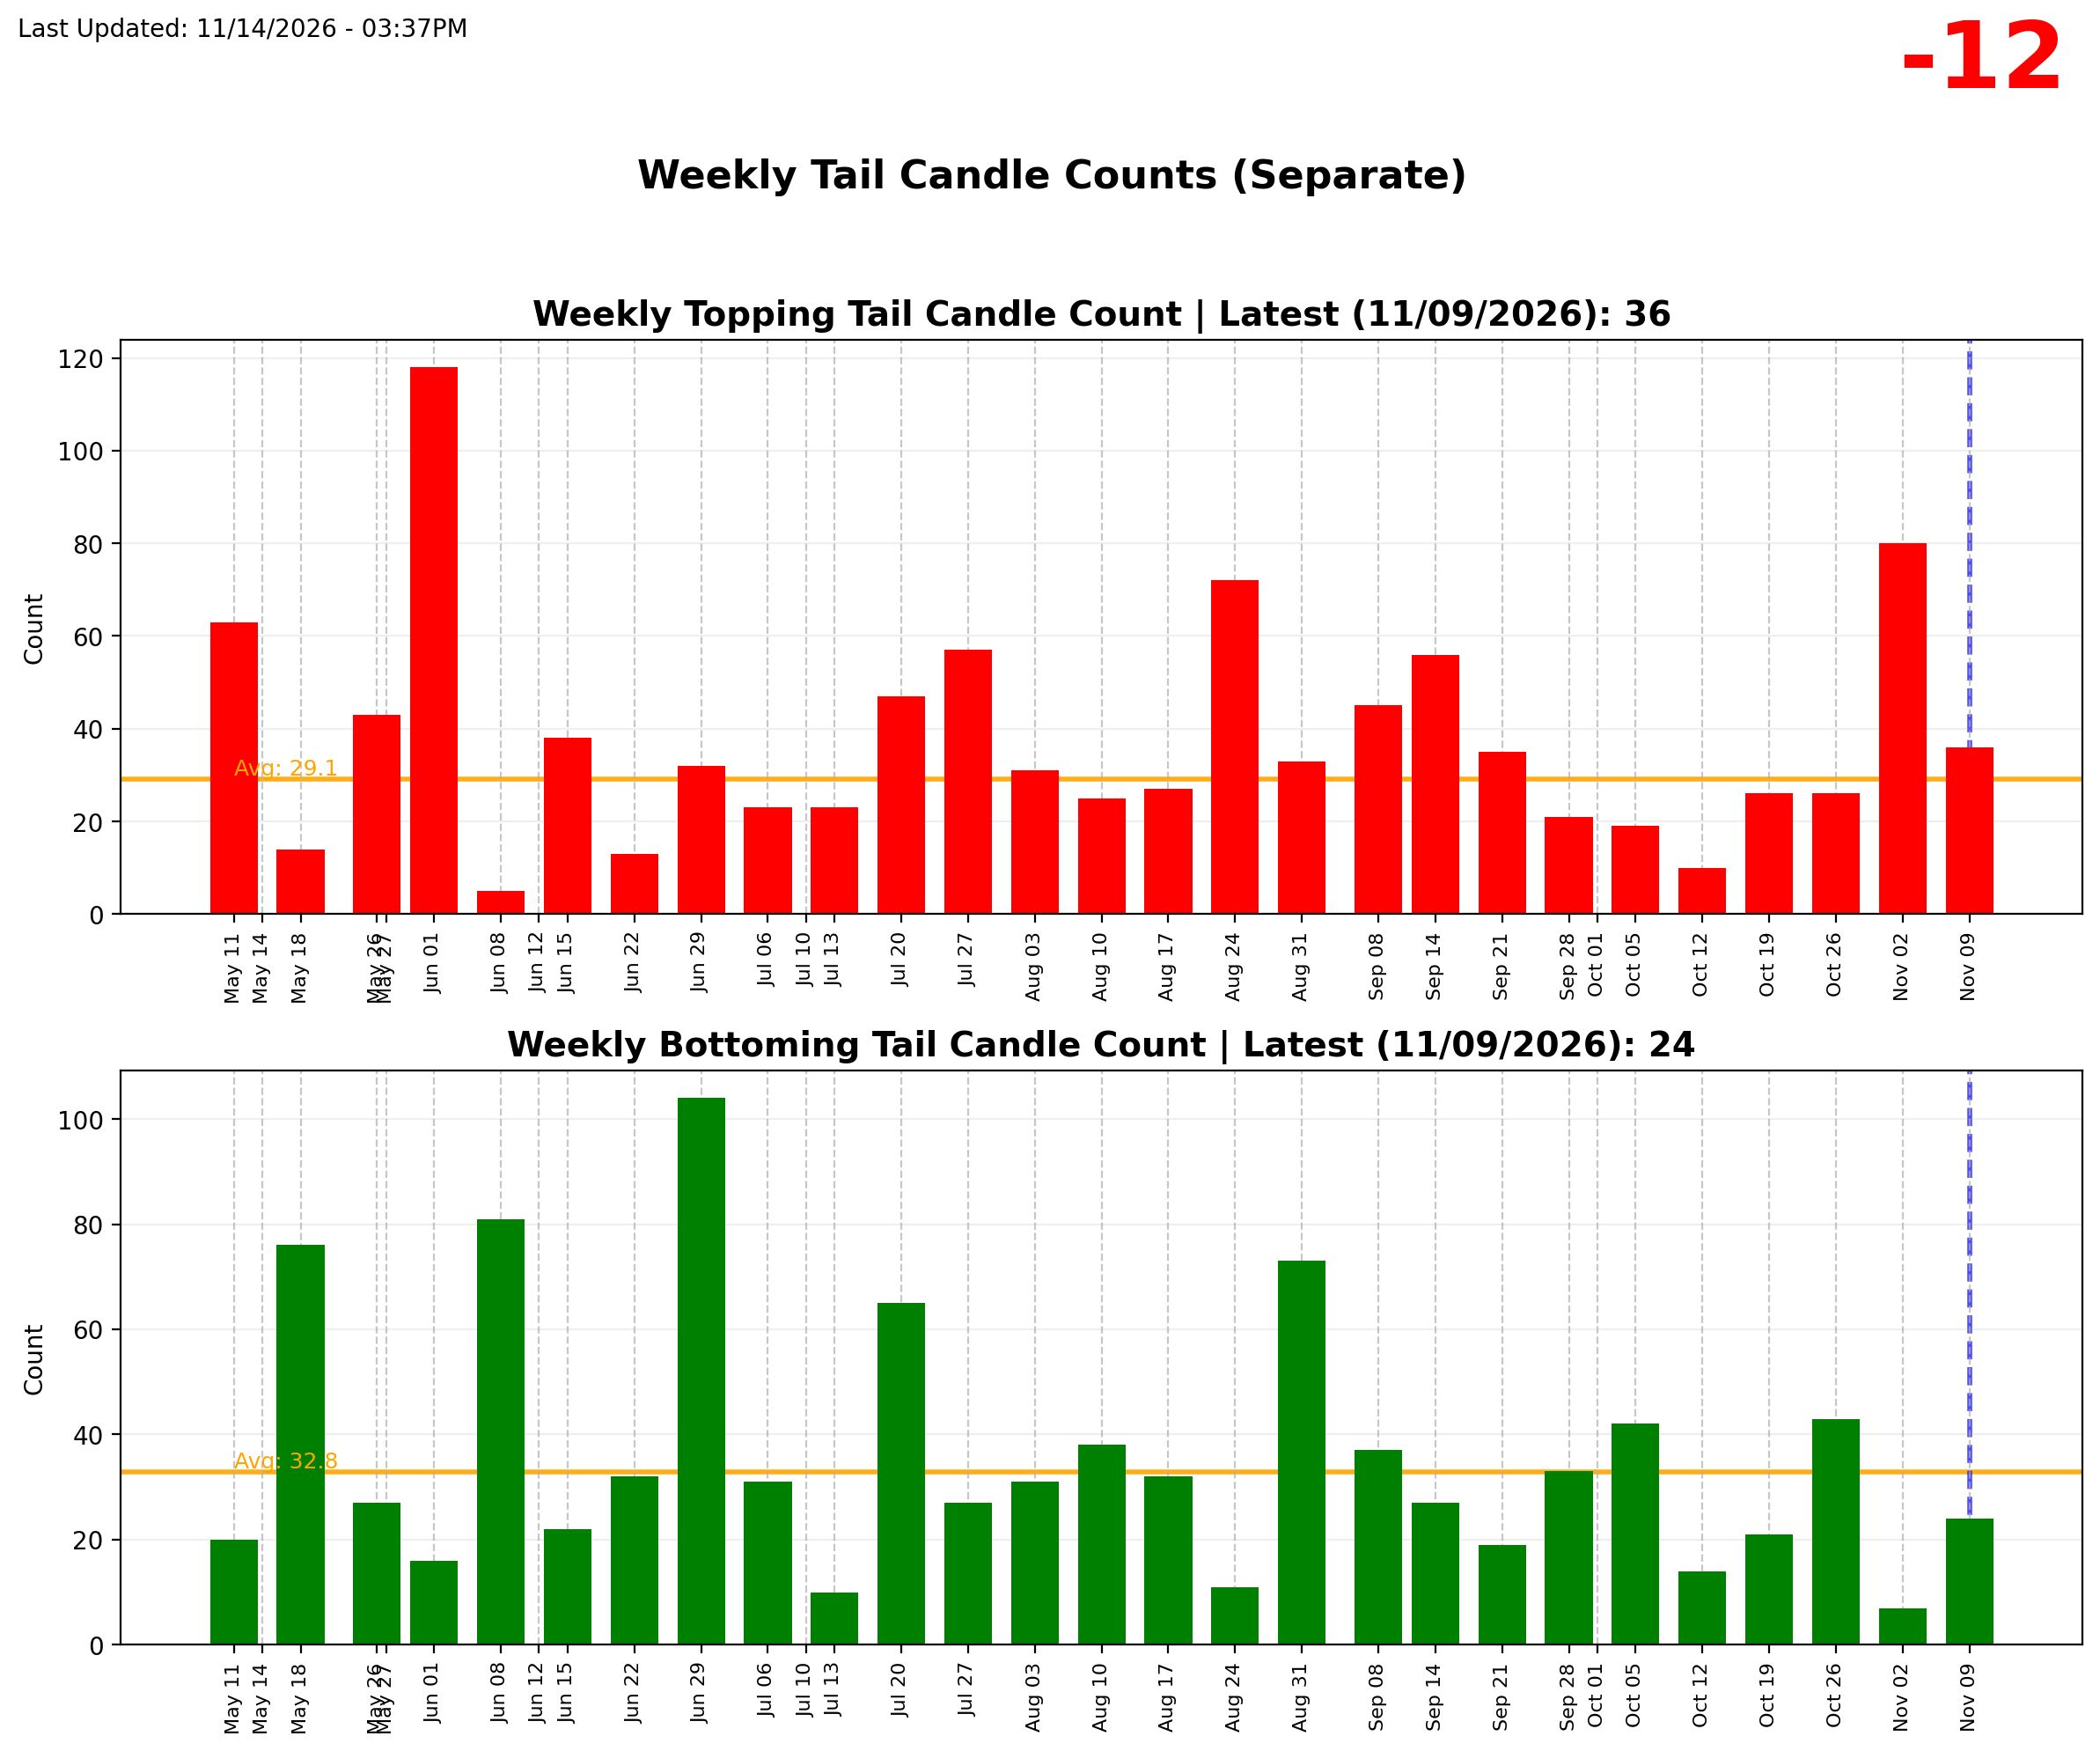 Last Updated: 11/14/2026 - 03:37PM
-12
Weekly Tail Candle Counts (Separate)
Weekly Topping Tail Candle Count | Latest (11/09/2026): 36
120
100
80
60
40
20
0
Count
Avg: 29.1
May 11
May 14
May 18
May 26
May 27
Jun 01
Jun 08
Jun 12
Jun 15
Jun 22
Jun 29
Jul 06
Jul 10
Jul 13
Jul 20
Jul 27
Aug 03
Aug 10
Aug 17
Aug 24
Aug 31
Sep 08
Sep 14
Sep 21
Sep 28
Oct 01
Oct 05
Oct 12
Oct 19
Oct 26
Nov 02
Nov 09
Weekly Bottoming Tail Candle Count | Latest (11/09/2026): 24
100
80
60
40
20
0
Count
Avg: 32.8
May 11
May 14
May 18
May 26
May 27
Jun 01
Jun 08
Jun 12
Jun 15
Jun 22
Jun 29
Jul 06
Jul 10
Jul 13
Jul 20
Jul 27
Aug 03
Aug 10
Aug 17
Aug 24
Aug 31
Sep 08
Sep 14
Sep 21
Sep 28
Oct 01
Oct 05
Oct 12
Oct 19
Oct 26
Nov 02
Nov 09